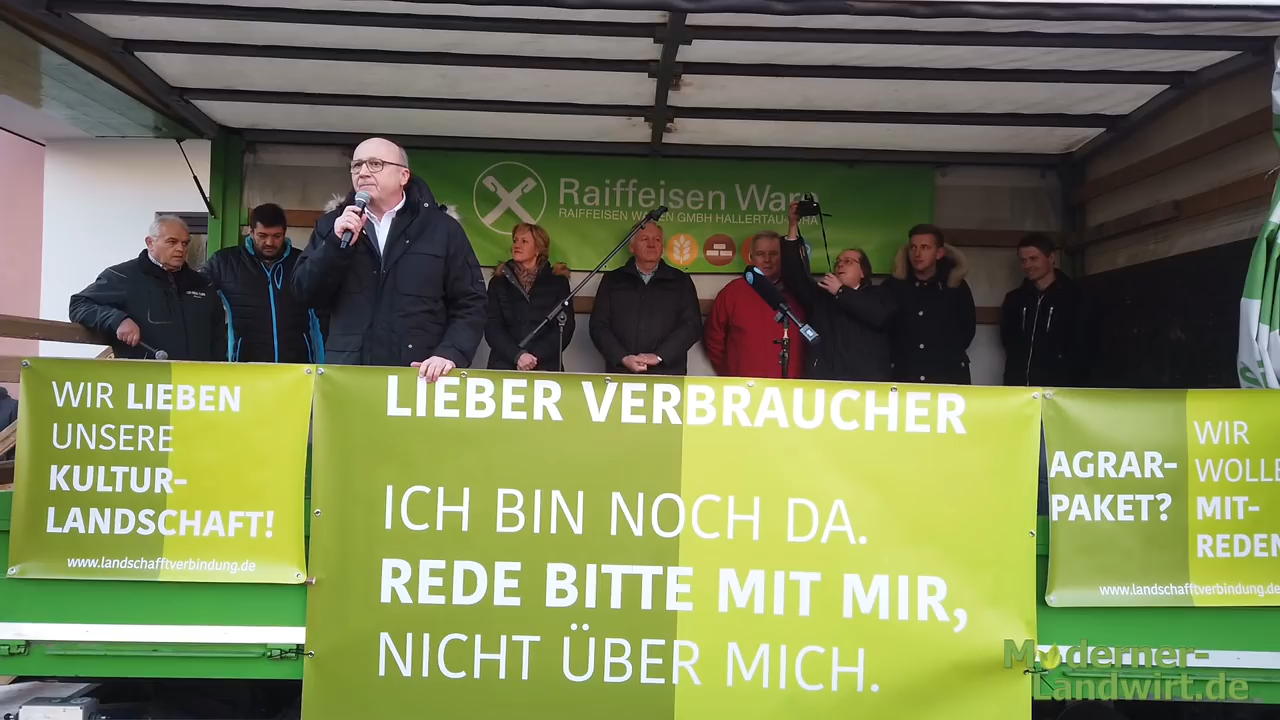 Raiffeisen Ware
RAIFFEISEN WAREN GMBH HALLERTAU-JURA
WIR LIEBEN
UNSERE
KULTUR-
LANDSCHAFT!
www.landschafftverbindung.de
LIEBER VERBRAUCHER
ICH BIN NOCH DA.
REDE BITTE MIT MIR,
NICHT ÜBER MICH.
AGRAR-
PAKET?
WIR
WOLLE
MIT-
REDEN
www.landschafftverbindung.de
Moderner-
Landwirt.de